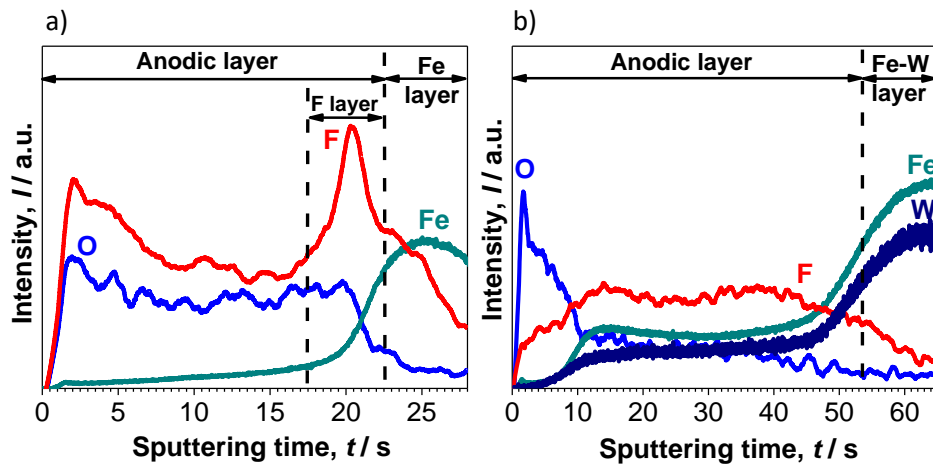 a)
Anodic layer
Fe
layer
F layer
F
O
Fe
Intensity, I / a.u.
0 5 10 15 20 25
Sputtering time, t / s
b)
Anodic layer
Fe-W
layer
O
Fe
W
F
Intensity, I / a.u.
0 10 20 30 40 50 60
Sputtering time, t / s